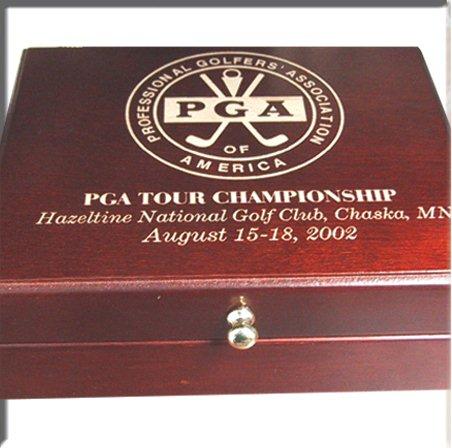 PROFESSIONAL GOLFERS' ASSOCIATION
PGA
OF
AMERICA
PGA TOUR CHAMPIONSHIP
Hazeltine National Golf Club, Chaska, MN
August 15-18, 2002